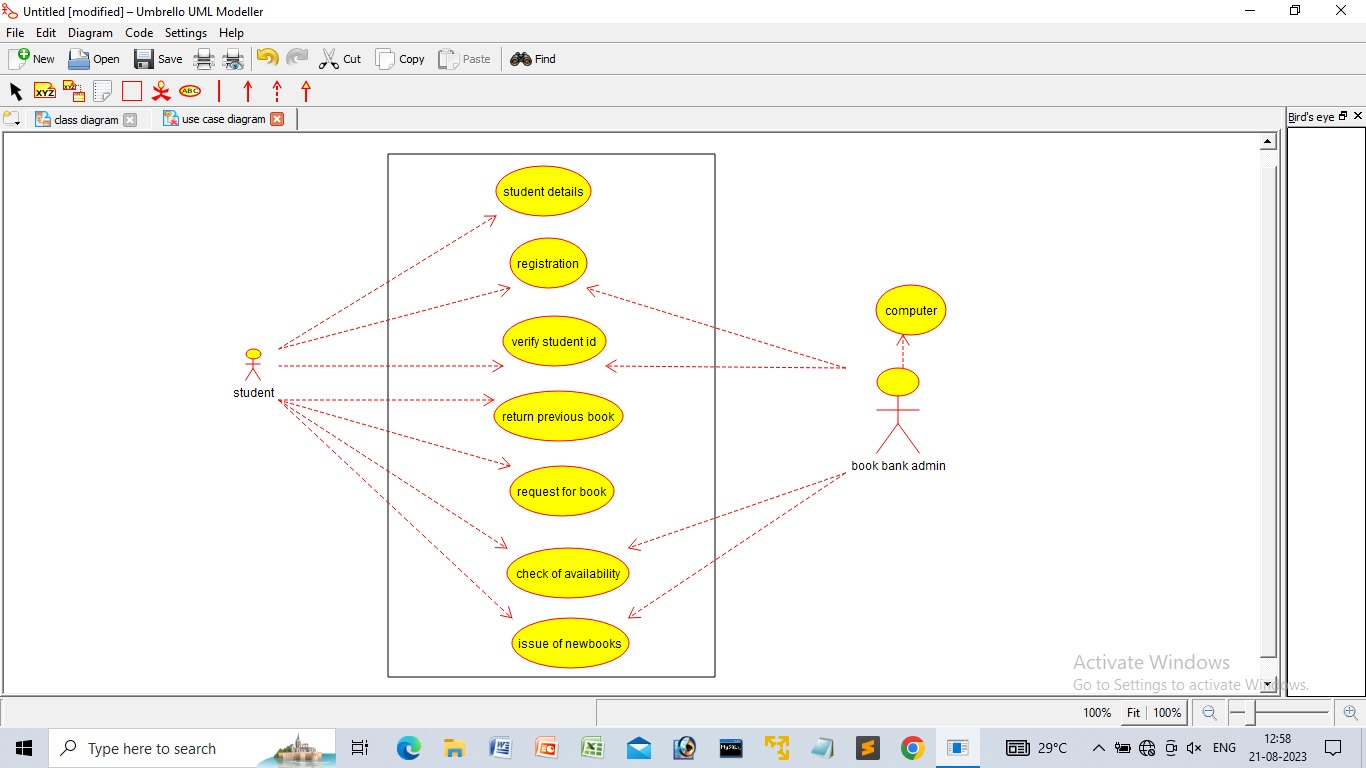 Untitled [modified] – Umbrello UML Modeller
File Edit Diagram Code Settings Help
New Open Save Cut Copy Paste Find
XYZ XYZ ABC
class diagram use case diagram Bird's eye
student details
registration
computer
verify student id
student
return previous book
book bank admin
request for book
check of availability
issue of newbooks
Activate Windows
Go to Settings to activate Windows.
100% Fit 100%
Type here to search 29°C ENG 12:58
21-08-2023